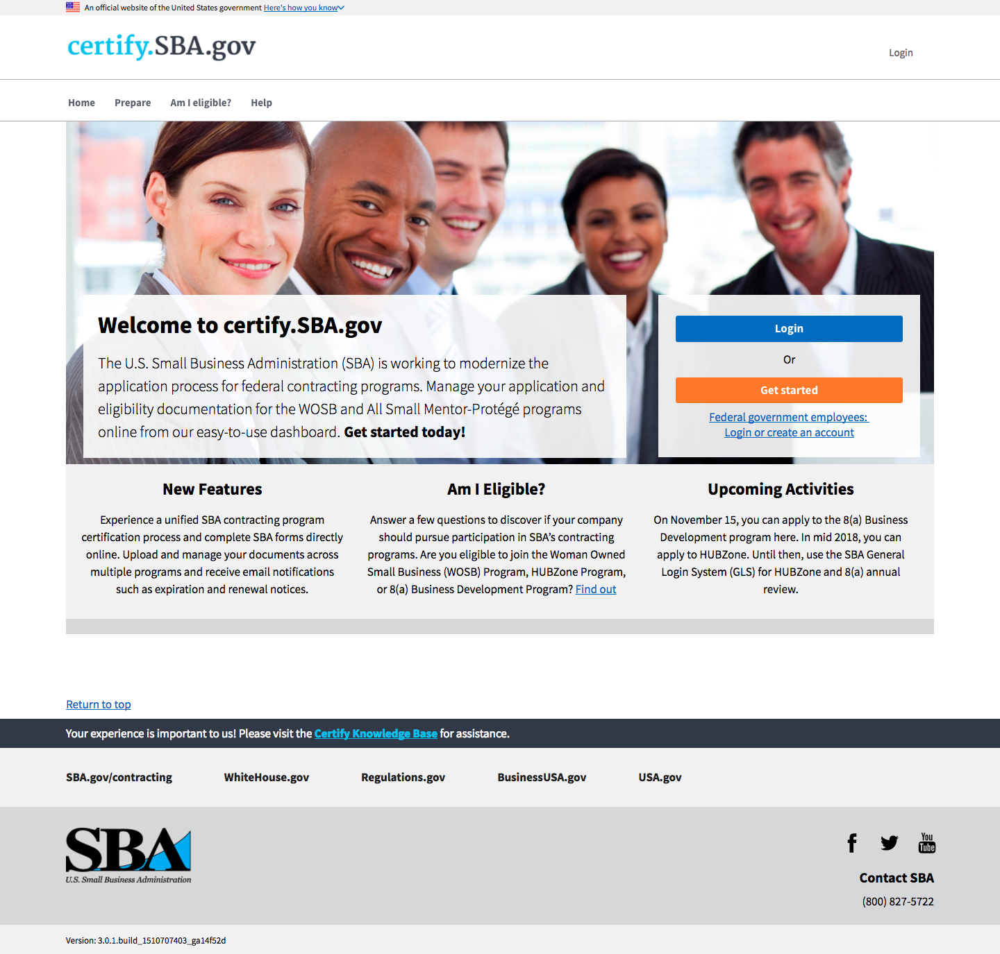 An official website of the United States government Here's how you know
certify.SBA.gov
Login
Home Prepare Am I eligible? Help
Welcome to certify.SBA.gov
The U.S. Small Business Administration (SBA) is working to modernize the
application process for federal contracting programs. Manage your application and
eligibility documentation for the WOSB and All Small Mentor-Protégé programs
online from our easy-to-use dashboard. Get started today!
Login
Or
Get started
Federal government employees:
Login or create an account
New Features
Experience a unified SBA contracting program
certification process and complete SBA forms directly
online. Upload and manage your documents across
multiple programs and receive email notifications
such as expiration and renewal notices.
Am I Eligible?
Answer a few questions to discover if your company
should pursue participation in SBA’s contracting
programs. Are you eligible to join the Woman Owned
Small Business (WOSB) Program, HUBZone Program,
or 8(a) Business Development Program? Find out
Upcoming Activities
On November 15, you can apply to the 8(a) Business
Development program here. In mid 2018, you can
apply to HUBZone. Until then, use the SBA General
Login System (GLS) for HUBZone and 8(a) annual
review.
Return to top
Your experience is important to us! Please visit the Certify Knowledge Base for assistance.
SBA.gov/contracting WhiteHouse.gov Regulations.gov BusinessUSA.gov USA.gov
SBA
U.S. Small Business Administration
You
Tube
Contact SBA
(800) 827-5722
Version: 3.0.1.build_1510707403_ga14f52d